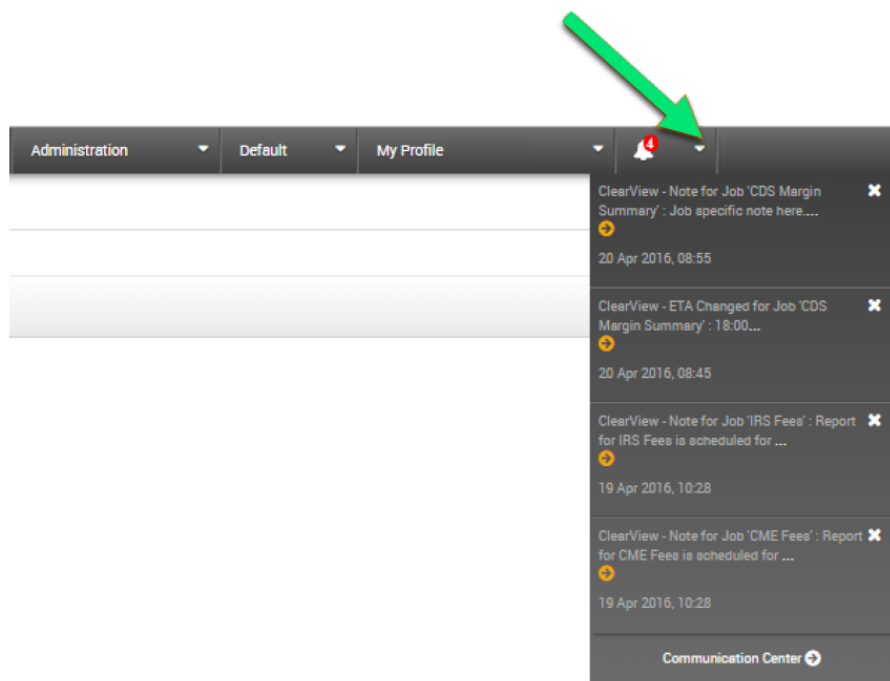 Administration
Default
My Profile
4
ClearView - Note for Job 'CDS Margin
Summary' : Job specific note here....
20 Apr 2016, 08:55
ClearView - ETA Changed for Job 'CDS
Margin Summary' : 18:00...
20 Apr 2016, 08:45
ClearView - Note for Job 'IRS Fees' : Report
for IRS Fees is scheduled for ...
19 Apr 2016, 10:28
ClearView - Note for Job 'CME Fees' : Report
for CME Fees is scheduled for ...
19 Apr 2016, 10:28
Communication Center